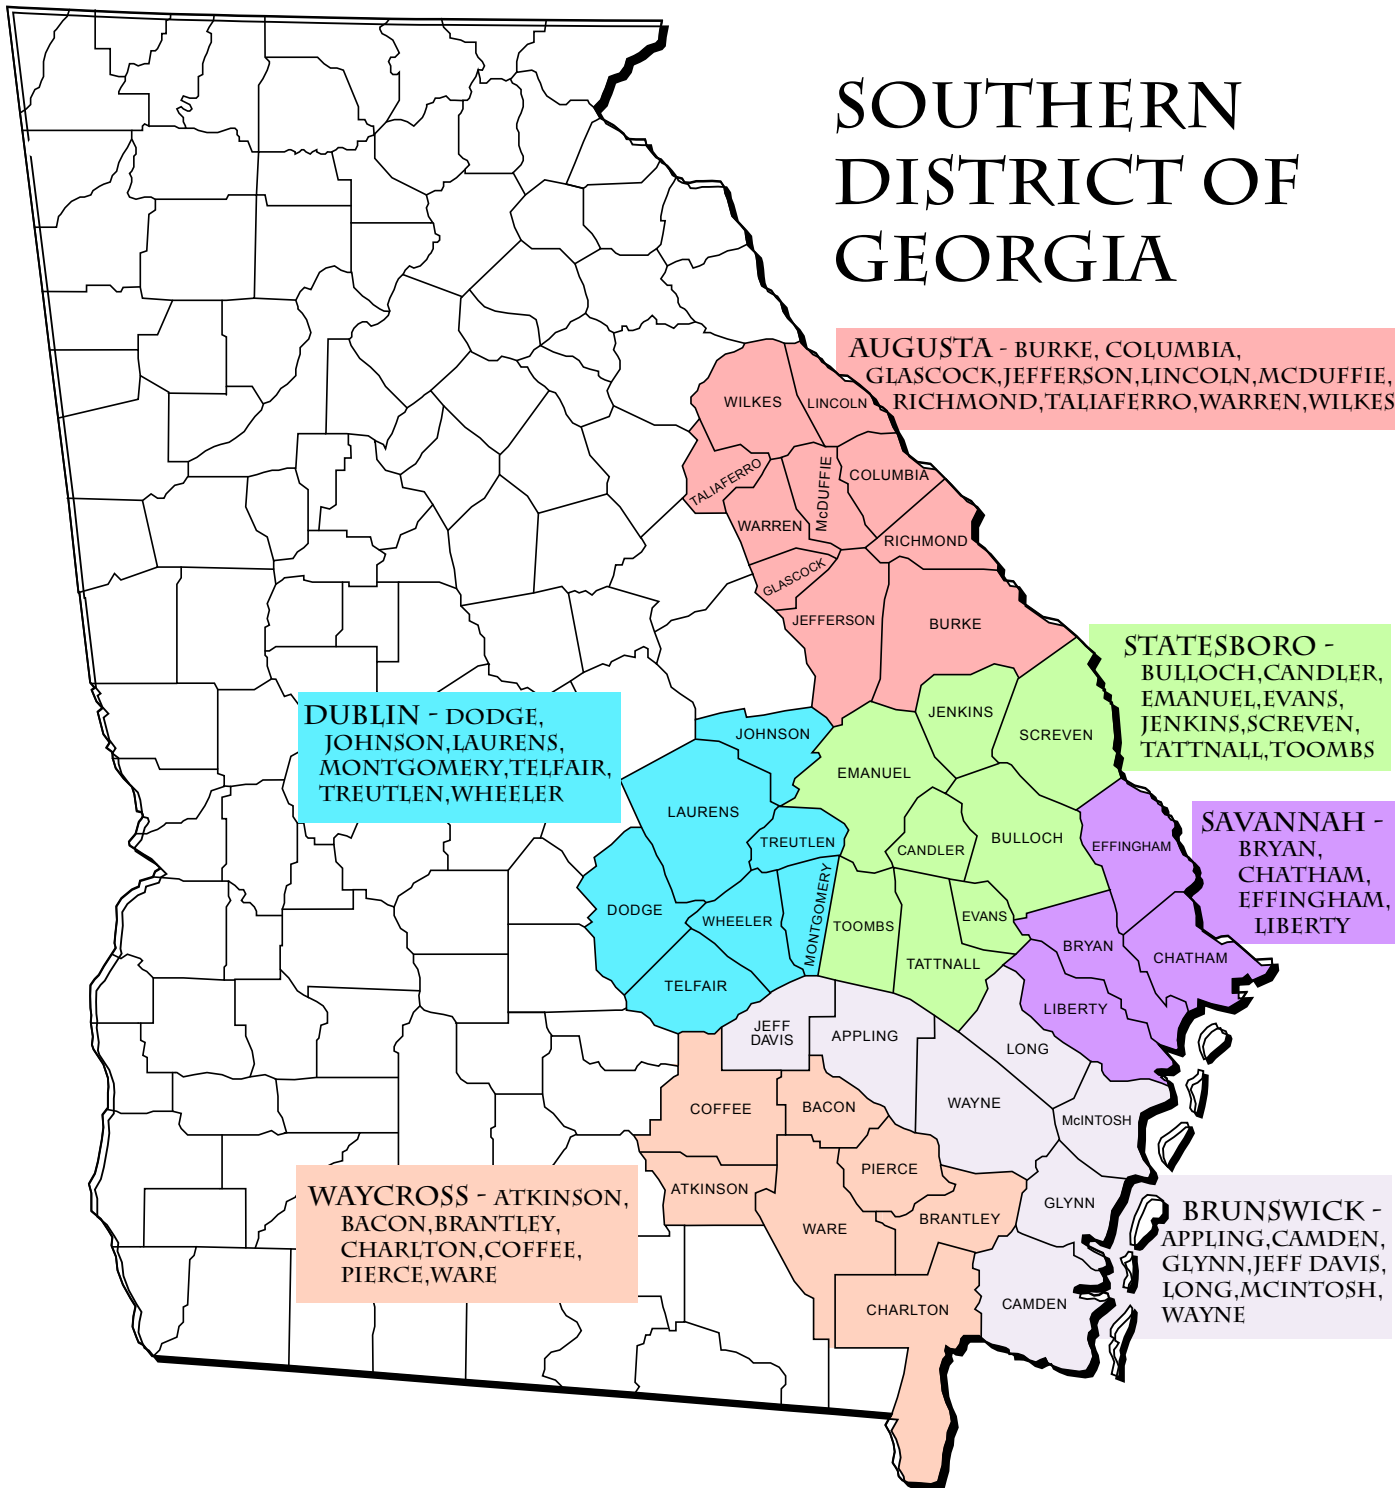 SOUTHERN
DISTRICT OF
GEORGIA
AUGUSTA - BURKE, COLUMBIA,
GLASCOCK,JEFFERSON,LINCOLN,MCDUFFIE,
RICHMOND,TALIAFERRO,WARREN,WILKES
WILKES
LINCOLN
TALIAFERRO
McDUFFIE
COLUMBIA
WARREN
RICHMOND
GLASCOCK
JEFFERSON
BURKE
STATESBORO -
BULLOCH,CANDLER,
EMANUEL,EVANS,
JENKINS,SCREVEN,
TATTNALL,TOOMBS
DUBLIN - DODGE,
JOHNSON,LAURENS,
MONTGOMERY,TELFAIR,
TREUTLEN,WHEELER
JENKINS
JOHNSON
SCREVEN
EMANUEL
LAURENS
TREUTLEN
CANDLER
BULLOCH
EFFINGHAM
SAVANNAH -
BRYAN,
CHATHAM,
EFFINGHAM,
LIBERTY
DODGE
WHEELER
MONTGOMERY
TOOMBS
EVANS
TATTNALL
BRYAN
CHATHAM
TELFAIR
LIBERTY
JEFF
DAVIS
APPLING
LONG
COFFEE
BACON
WAYNE
McINTOSH
PIERCE
ATKINSON
GLYNN
WARE
BRANTLEY
CHARLTON
CAMDEN
WAYCROSS - ATKINSON,
BACON,BRANTLEY,
CHARLTON,COFFEE,
PIERCE,WARE
BRUNSWICK -
APPLING,CAMDEN,
GLYNN,JEFF DAVIS,
LONG,MCINTOSH,
WAYNE